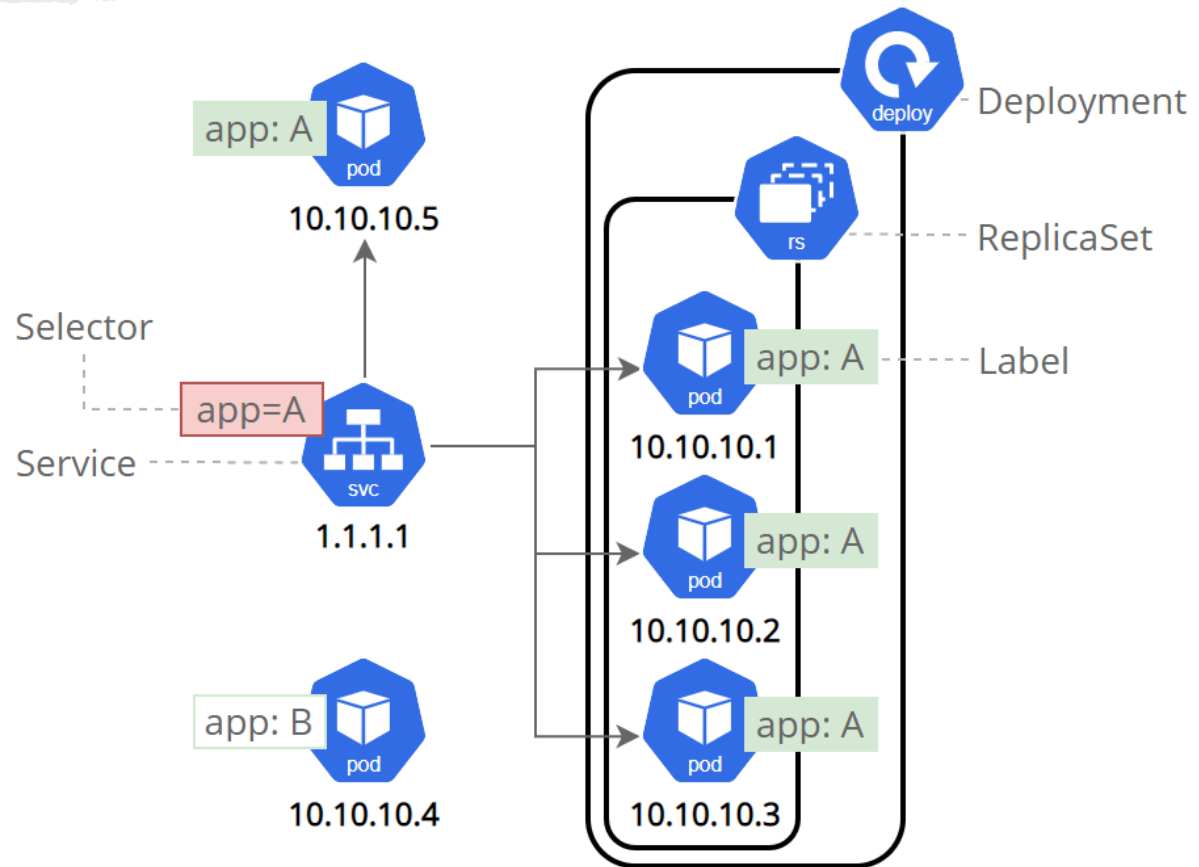 deploy
Deployment
app: A
pod
10.10.10.5
rs
ReplicaSet
Selector
app=A
Service
svc
1.1.1.1
pod
app: A
Label
10.10.10.1
pod
app: A
10.10.10.2
app: B
pod
10.10.10.4
pod
app: A
10.10.10.3